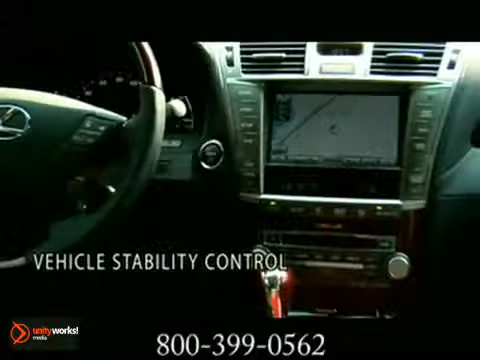 VEHICLE STABILITY CONTROL
unityworks!
media
800-399-0562